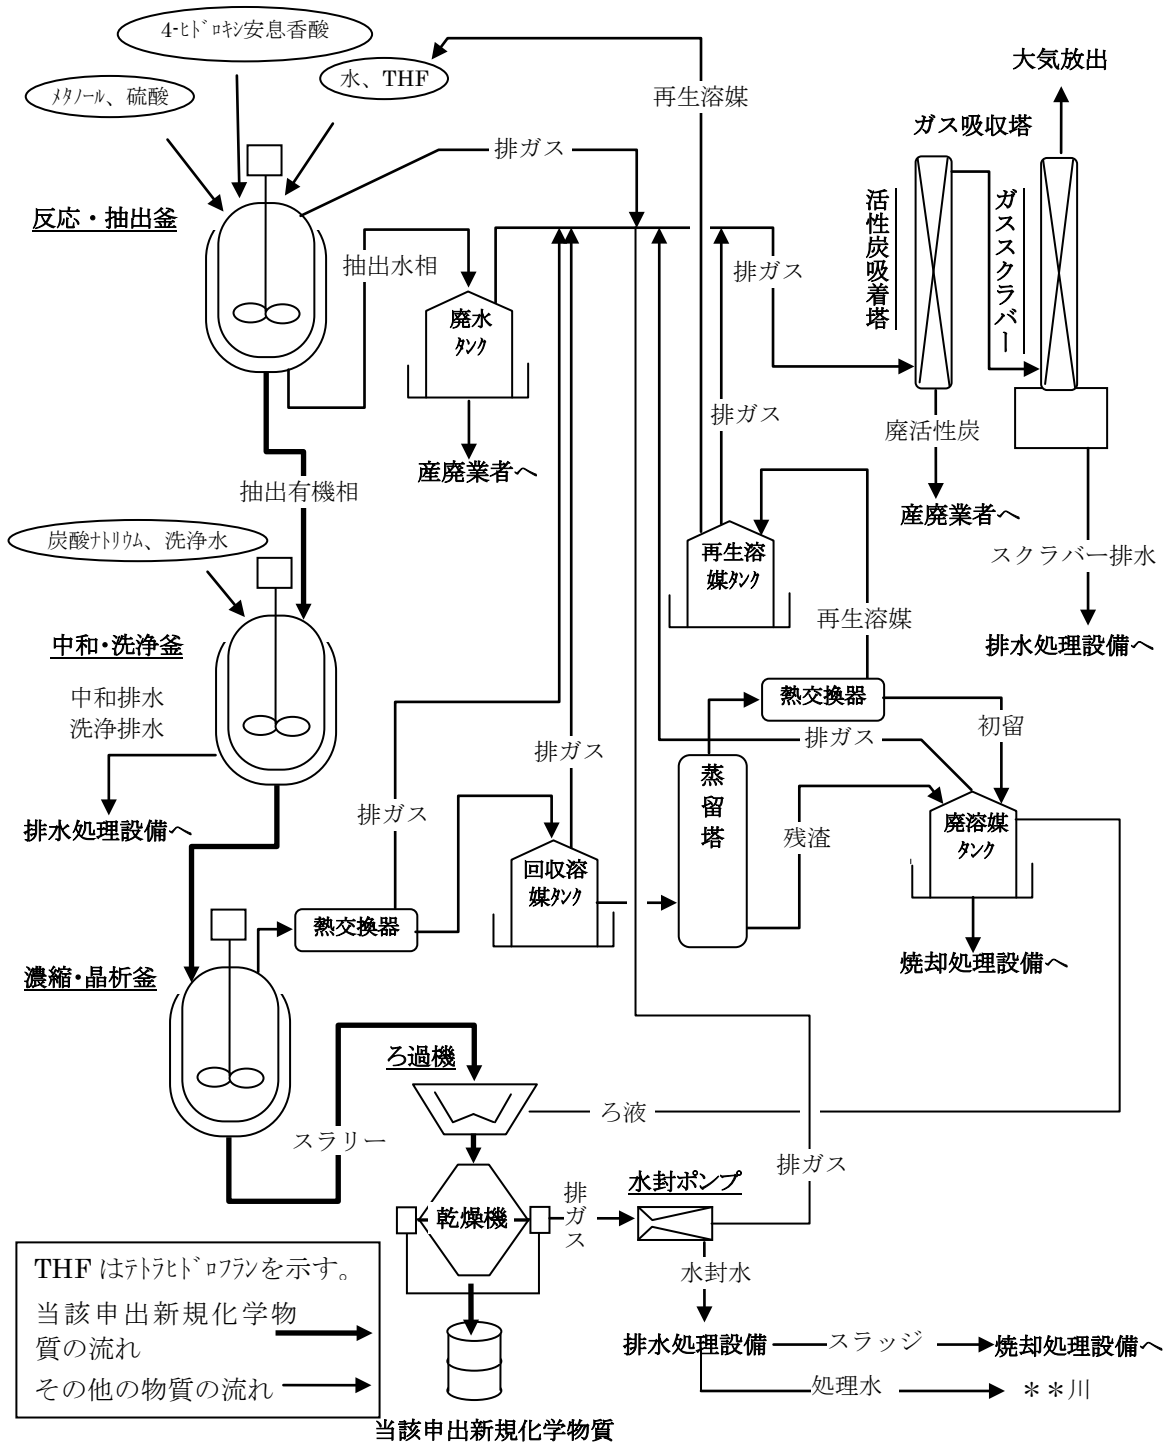 4-ﾋﾄﾞﾛｷｼ安息香酸
水、THF
ﾒﾀﾉｰﾙ、硫酸
大気放出
再生溶媒
ガス吸収塔
排ガス
反応・抽出釜
活性炭吸着塔
ガススクラバー
抽出水相
排ガス
廃水
ﾀﾝｸ
排ガス
廃活性炭
産廃業者へ
抽出有機相
産廃業者へ
炭酸ﾅﾄﾘｳﾑ、洗浄水
再生溶
媒ﾀﾝｸ
スクラバー排水
再生溶媒
中和・洗浄釜
排水処理設備へ
中和排水
洗浄排水
熱交換器
初留
排ガス
排ガス
蒸留塔
排ガス
排水処理設備へ
残渣
廃溶媒
ﾀﾝｸ
回収溶
媒ﾀﾝｸ
熱交換器
濃縮・晶析釜
焼却処理設備へ
ろ過機
ろ液
スラリー
排ガス
水封ポンプ
排ガス
乾燥機
水封水
THF はﾃﾄﾗﾋﾄﾞﾛﾌﾗﾝを示す。
当該申出新規化学物
質の流れ
その他の物質の流れ
排水処理設備
スラッジ
焼却処理設備へ
処理水
＊＊川
当該申出新規化学物質